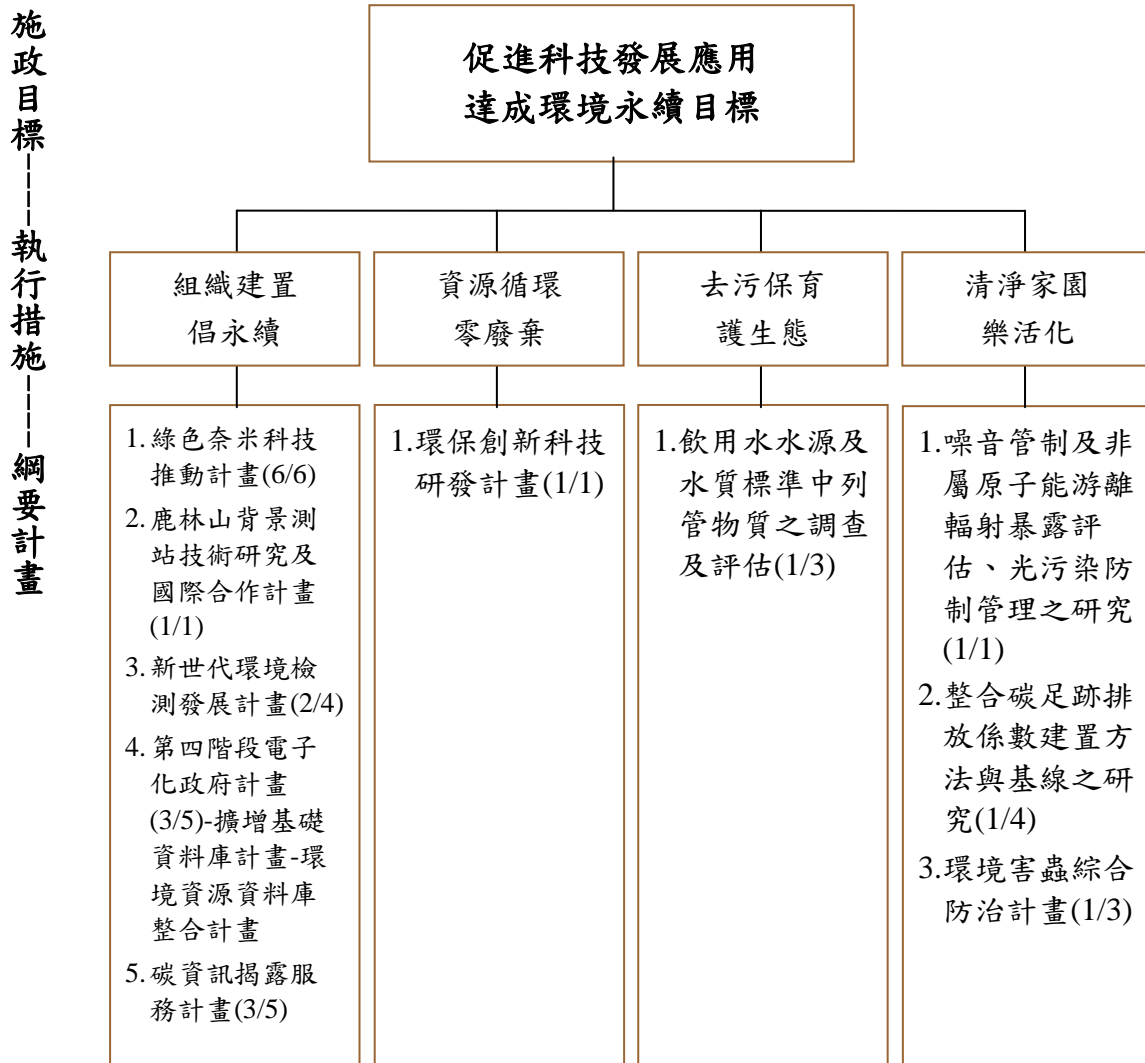 施政目標----執行措施----綱要計畫
促進科技發展應用
達成環境永續目標
組織建置
倡永續
資源循環
零廢棄
去污保育
護生態
清淨家園
樂活化
1.綠色奈米科技
推動計畫(6/6)
2.鹿林山背景測
站技術研究及
國際合作計畫
(1/1)
3.新世代環境檢
測發展計畫(2/4)
4.第四階段電子
化政府計畫
(3/5)-擴增基礎
資料庫計畫-環
境資源資料庫
整合計畫
5.碳資訊揭露服
務計畫(3/5)
1.環保創新科技
研發計畫(1/1)
1.飲用水水源及
水質標準中列
管物質之調查
及評估(1/3)
1.噪音管制及非
屬原子能游離
輻射暴露評
估、光污染防
制管理之研究
(1/1)
2.整合碳足跡排
放係數建置方
法與基線之研
究(1/4)
3.環境害蟲綜合
防治計畫(1/3)